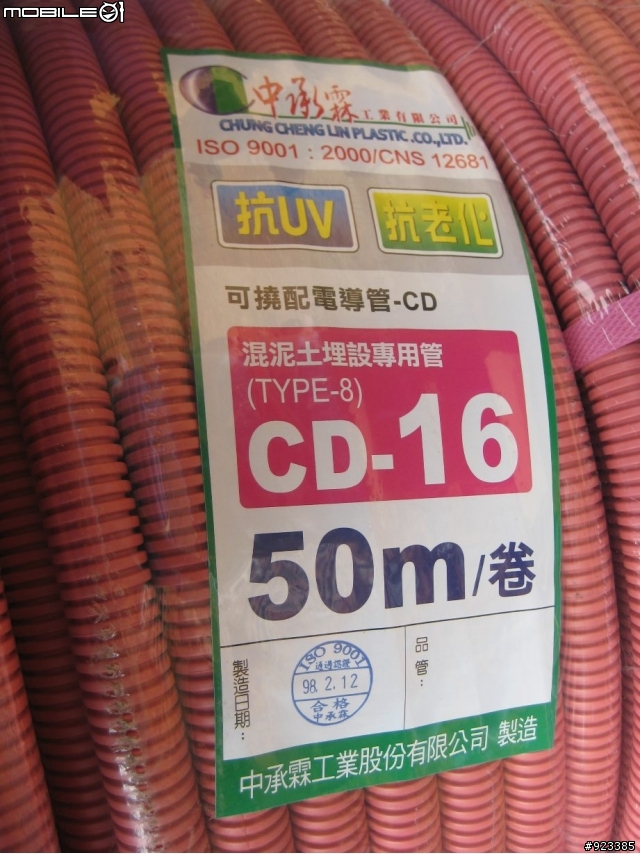 MOBILE01
中承霖工業有限公司
CHUNG CHENG LIN PLASTIC .CO.,LTD.
ISO 9001 : 2000/CNS 12681
抗UV
抗老化
可撓配電導管-CD
混泥土埋設專用管
(TYPE-8)
CD-16
50m/卷
製造日期:
ISO 9001
98.2.12
合格
中承霖
品管:
中承霖工業股份有限公司 製造
#923385